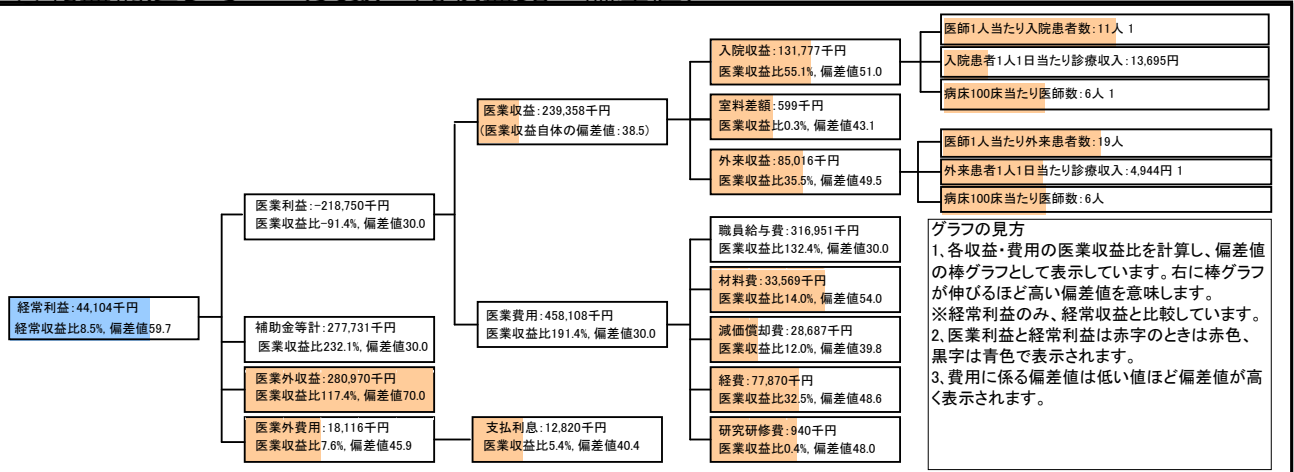 経常利益:44,104千円
経常収支比8.5%, 偏差値59.7
医業利益:-218,750千円
医業収益比-91.4%, 偏差値30.0
補助金等計:277,731千円
医業収益比232.1%, 偏差値30.0
医業外収益:280,970千円
医業収益比117.4%, 偏差値70.0
医業外費用:18,116千円
医業収益比7.6%, 偏差値45.9
支払利息:12,820千円
医業収益比5.4%, 偏差値40.4
医業収益:239,358千円
(医業収益自体の偏差値:38.5)
医業費用:458,108千円
医業収益比191.4%, 偏差値30.0
入院収益:131,777千円
医業収益比55.1%, 偏差値51.0
室料差額:599千円
医業収益比0.3%, 偏差値43.1
外来収益:85,016千円
医業収益比35.5%, 偏差値49.5
職員給与費:316,951千円
医業収益比132.4%, 偏差値30.0
材料費:33,569千円
医業収益比14.0%, 偏差値54.0
減価償却費:28,687千円
医業収益比12.0%, 偏差値39.8
経費:77,870千円
医業収益比32.5%, 偏差値48.6
研究研修費:940千円
医業収益比0.4%, 偏差値48.0
医師1人当たり入院患者数:11人 1
入院患者1人1日当たり診療収入:13,695円
病床100床当たり医師数:6人 1
医師1人当たり外来患者数:19人
外来患者1人1日当たり診療収入:4,944円 1
病床100床当たり医師数:6人
グラフの見方
1、各収益・費用の医業収益比を計算し、偏差値
の棒グラフとして表示しています。右に棒グラフ
が伸びるほど高い偏差値を意味します。
※経常利益のみ、経常収益と比較しています。
2、医業利益と経常利益は赤字のときは赤色、
黒字は青色で表示されます。
3、費用に係る偏差値は低い値ほど偏差値が高
く表示されます。